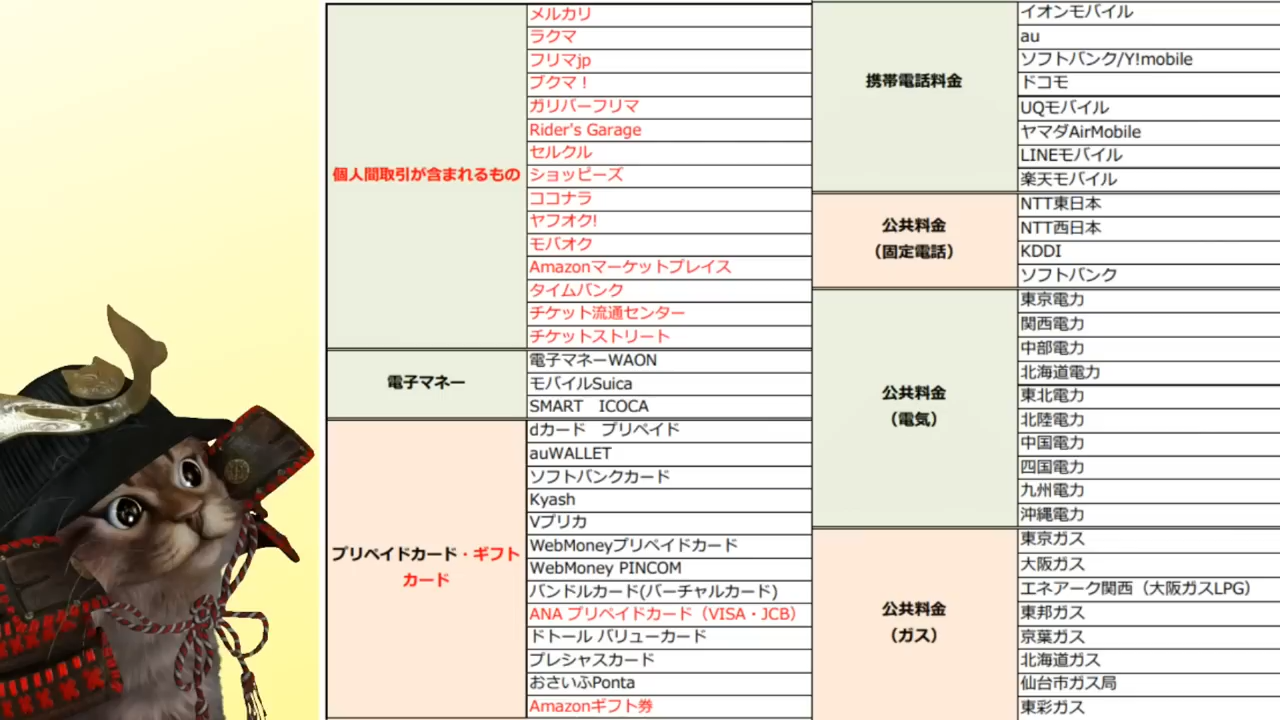 個人間取引が含まれるもの
メルカリ
ラクマ
フリマjp
ブクマ！
ガリバーフリマ
Rider's Garage
セルクル
ショッピーズ
ココナラ
ヤフオク!
モバオク
Amazonマーケットプレイス
タイムバンク
チケット流通センター
チケットストリート
電子マネー
電子マネーWAON
モバイルSuica
SMART　ICOCA
プリペイドカード・ギフト
カード
dカード　プリペイド
auWALLET
ソフトバンクカード
Kyash
Vプリカ
WebMoneyプリペイドカード
WebMoney PINCOM
バンドルカード(バーチャルカード)
ANA プリペイドカード（VISA・JCB）
ドトール バリューカード
プレシャスカード
おさいふPonta
Amazonギフト券
携帯電話料金
イオンモバイル
au
ソフトバンク/Y!mobile
ドコモ
UQモバイル
ヤマダAirMobile
LINEモバイル
楽天モバイル
公共料金
（固定電話）
NTT東日本
NTT西日本
KDDI
ソフトバンク
公共料金
（電気）
東京電力
関西電力
中部電力
北海道電力
東北電力
北陸電力
中国電力
四国電力
九州電力
沖縄電力
公共料金
（ガス）
東京ガス
大阪ガス
エネアーク関西（大阪ガスLPG）
東邦ガス
京葉ガス
北海道ガス
仙台市ガス局
東彩ガス